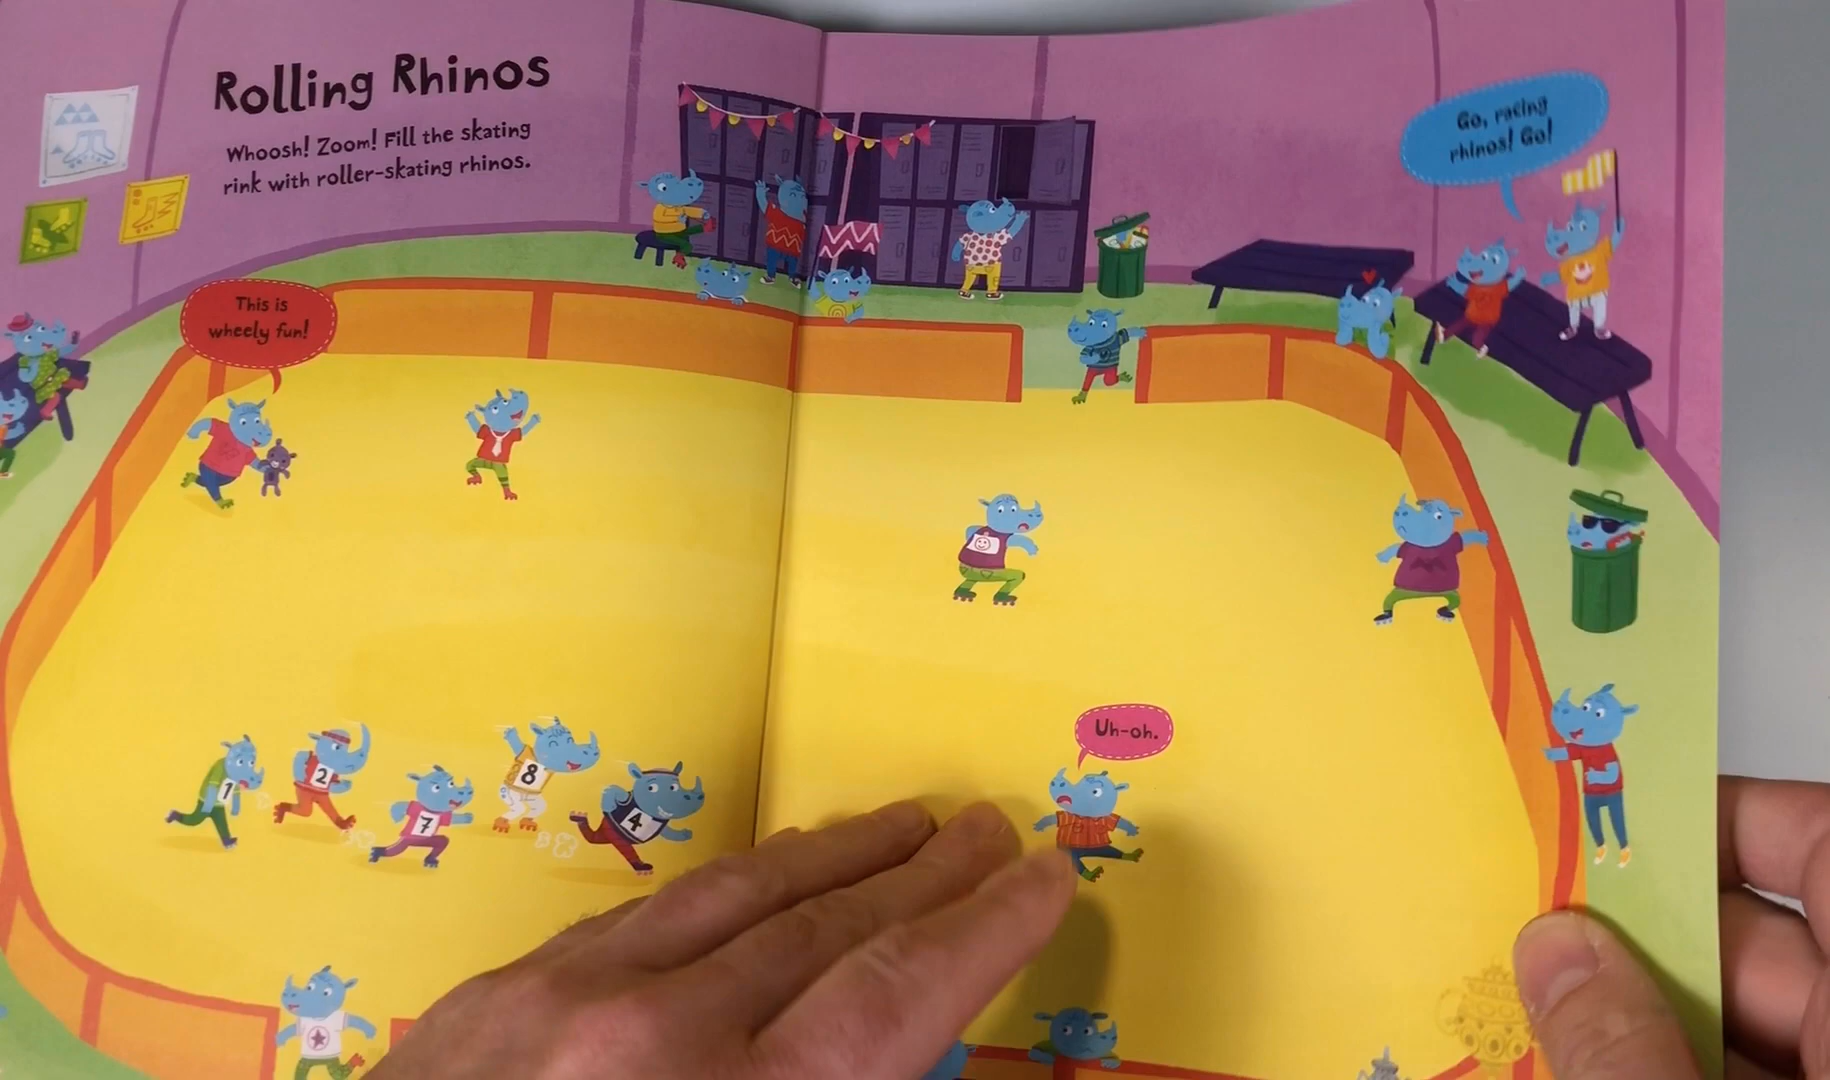 Rolling Rhinos
Whoosh! Zoom! Fill the skating
rink with roller-skating rhinos.
Go, racing
rhinos! Go!
This is
wheely fun!
Uh-oh.
1
2
7
8
4